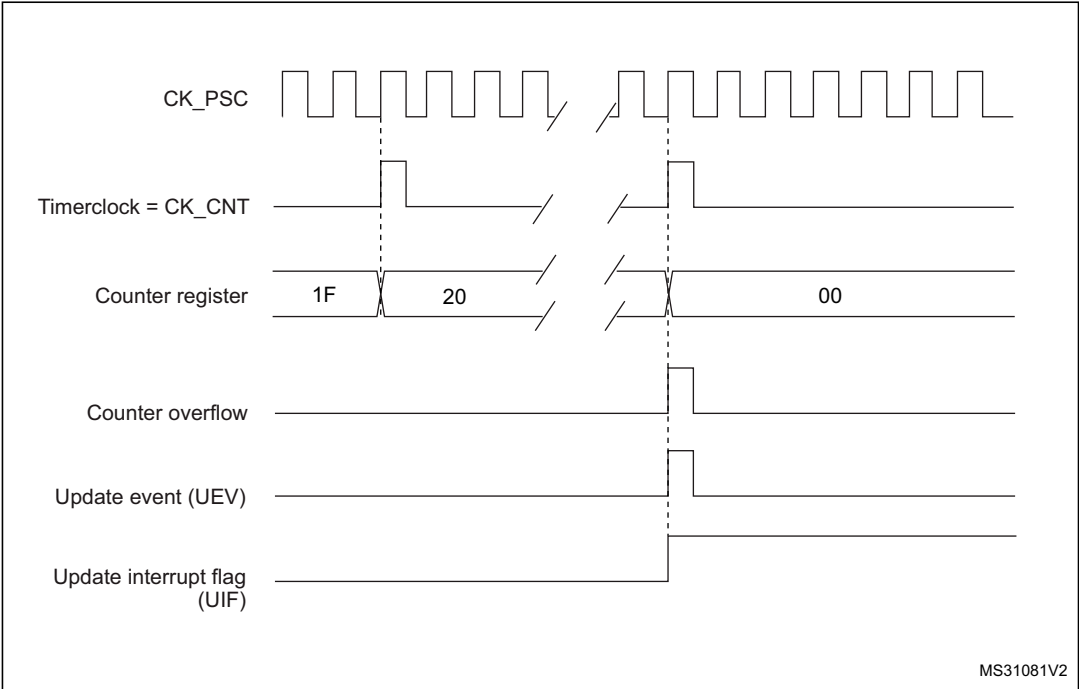 CK_PSC
Timerclock = CK_CNT
Counter register
1F
20
00
Counter overflow
Update event (UEV)
Update interrupt flag
(UIF)
MS31081V2